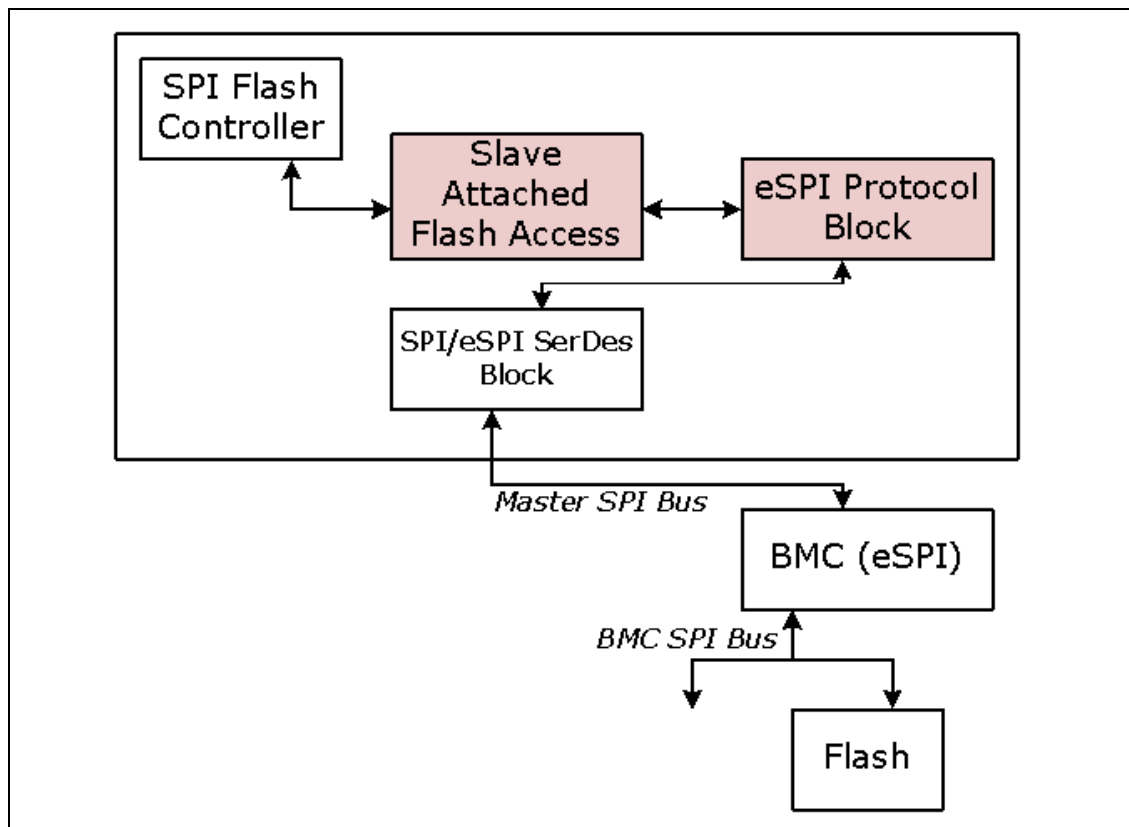 SPI Flash
Controller
Slave
Attached
Flash Access
eSPI Protocol
Block
SPI/eSPI SerDes
Block
Master SPI Bus
BMC (eSPI)
BMC SPI Bus
Flash